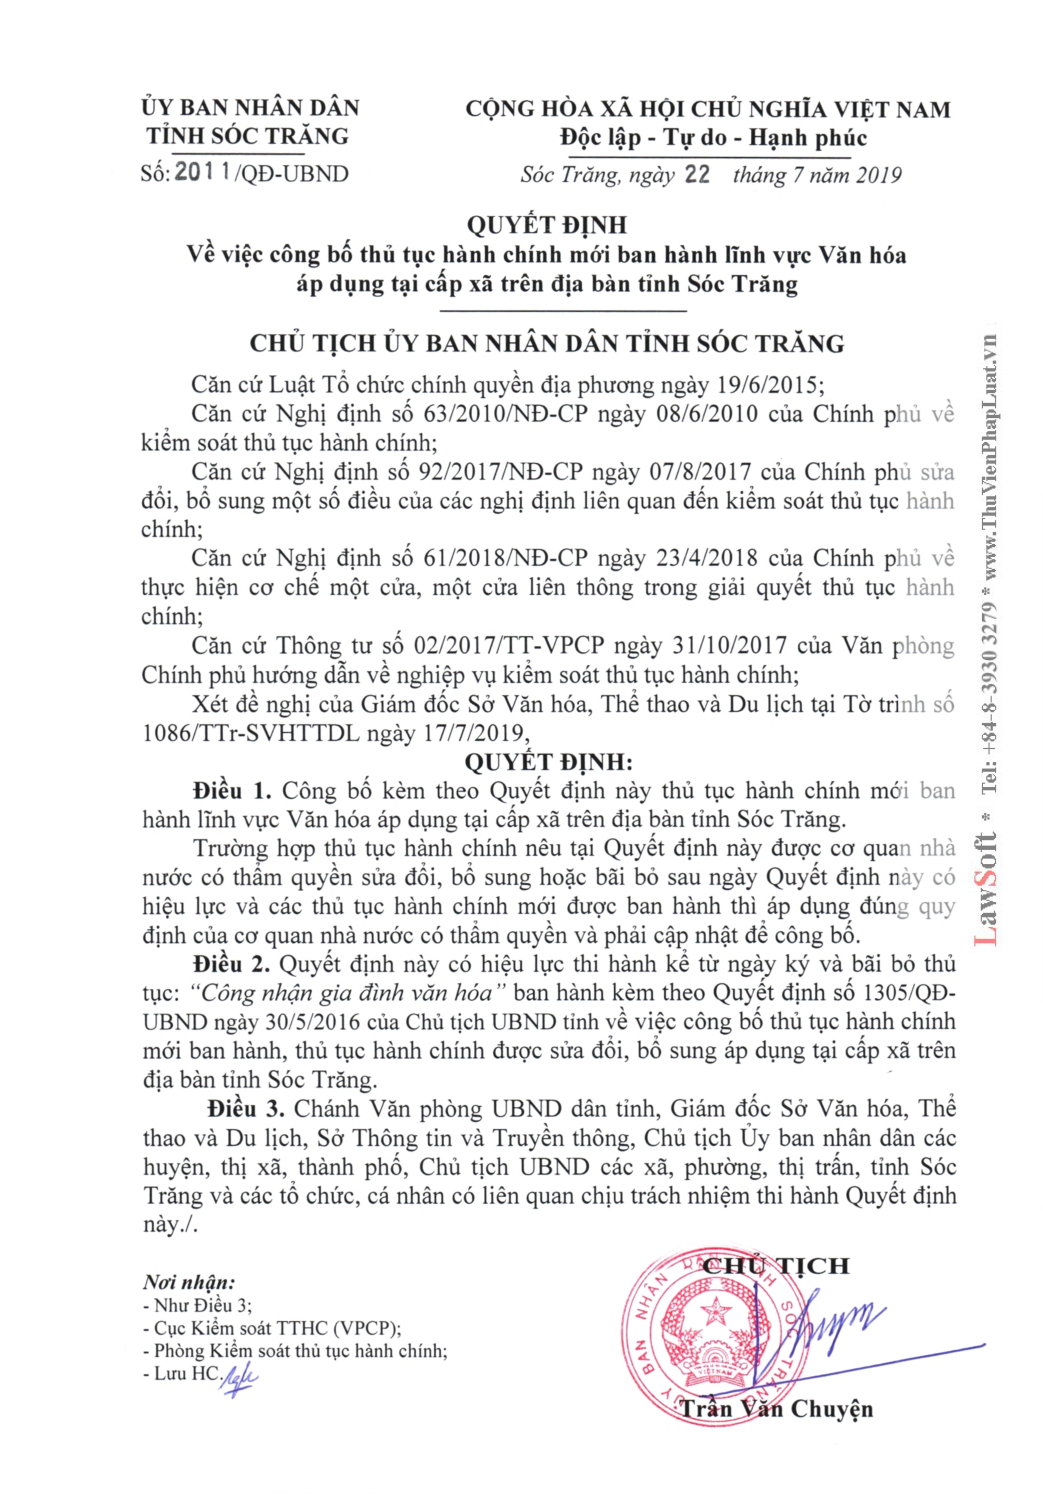 ỦY BAN NHÂN DÂN
TỈNH SÓC TRĂNG
Số: 2011/QĐ-UBND
CỘNG HÒA XÃ HỘI CHỦ NGHĨA VIỆT NAM
Độc lập - Tự do - Hạnh phúc
Sóc Trăng, ngày 22 tháng 7 năm 2019
QUYẾT ĐỊNH
Về việc công bố thủ tục hành chính mới ban hành lĩnh vực Văn hóa
áp dụng tại cấp xã trên địa bàn tỉnh Sóc Trăng
CHỦ TỊCH ỦY BAN NHÂN DÂN TỈNH SÓC TRĂNG
Căn cứ Luật Tổ chức chính quyền địa phương ngày 19/6/2015;
Căn cứ Nghị định số 63/2010/NĐ-CP ngày 08/6/2010 của Chính phủ về
kiểm soát thủ tục hành chính;
Căn cứ Nghị định số 92/2017/NĐ-CP ngày 07/8/2017 của Chính phủ sửa
đổi, bổ sung một số điều của các nghị định liên quan đến kiểm soát thủ tục hành
chính;
Căn cứ Nghị định số 61/2018/NĐ-CP ngày 23/4/2018 của Chính phủ về
thực hiện cơ chế một cửa, một cửa liên thông trong giải quyết thủ tục hành
chính;
Căn cứ Thông tư số 02/2017/TT-VPCP ngày 31/10/2017 của Văn phòng
Chính phủ hướng dẫn về nghiệp vụ kiểm soát thủ tục hành chính;
Xét đề nghị của Giám đốc Sở Văn hóa, Thể thao và Du lịch tại Tờ trình số
1086/TTr-SVHTTDL ngày 17/7/2019,
QUYẾT ĐỊNH:
Điều 1. Công bố kèm theo Quyết định này thủ tục hành chính mới ban
hành lĩnh vực Văn hóa áp dụng tại cấp xã trên địa bàn tỉnh Sóc Trăng.
Trường hợp thủ tục hành chính nêu tại Quyết định này được cơ quan nhà
nước có thẩm quyền sửa đổi, bổ sung hoặc bãi bỏ sau ngày Quyết định này có
hiệu lực và các thủ tục hành chính mới được ban hành thì áp dụng đúng quy
định của cơ quan nhà nước có thẩm quyền và phải cập nhật để công bố.
Điều 2. Quyết định này có hiệu lực thi hành kể từ ngày ký và bãi bỏ thủ
tục: “Công nhận gia đình văn hóa” ban hành kèm theo Quyết định số 1305/QĐ-
UBND ngày 30/5/2016 của Chủ tịch UBND tỉnh về việc công bố thủ tục hành chính
mới ban hành, thủ tục hành chính được sửa đổi, bổ sung áp dụng tại cấp xã trên
địa bàn tỉnh Sóc Trăng.
Điều 3. Chánh Văn phòng UBND dân tỉnh, Giám đốc Sở Văn hóa, Thể
thao và Du lịch, Sở Thông tin và Truyền thông, Chủ tịch Ủy ban nhân dân các
huyện, thị xã, thành phố, Chủ tịch UBND các xã, phường, thị trấn, tỉnh Sóc
Trăng và các tổ chức, cá nhân có liên quan chịu trách nhiệm thi hành Quyết định
này./.
Nơi nhận:
- Như Điều 3;
- Cục Kiểm soát TTHC (VPCP);
- Phòng Kiểm soát thủ tục hành chính;
- Lưu HC.
CHỦ TỊCH
ỦY BAN NHÂN DÂN TỈNH SÓC TRĂNG
VIỆT NAM
Trần Văn Chuyện
LawSoft * Tel: +84-8-3930 3279 * www.ThuVienPhapLuat.vn